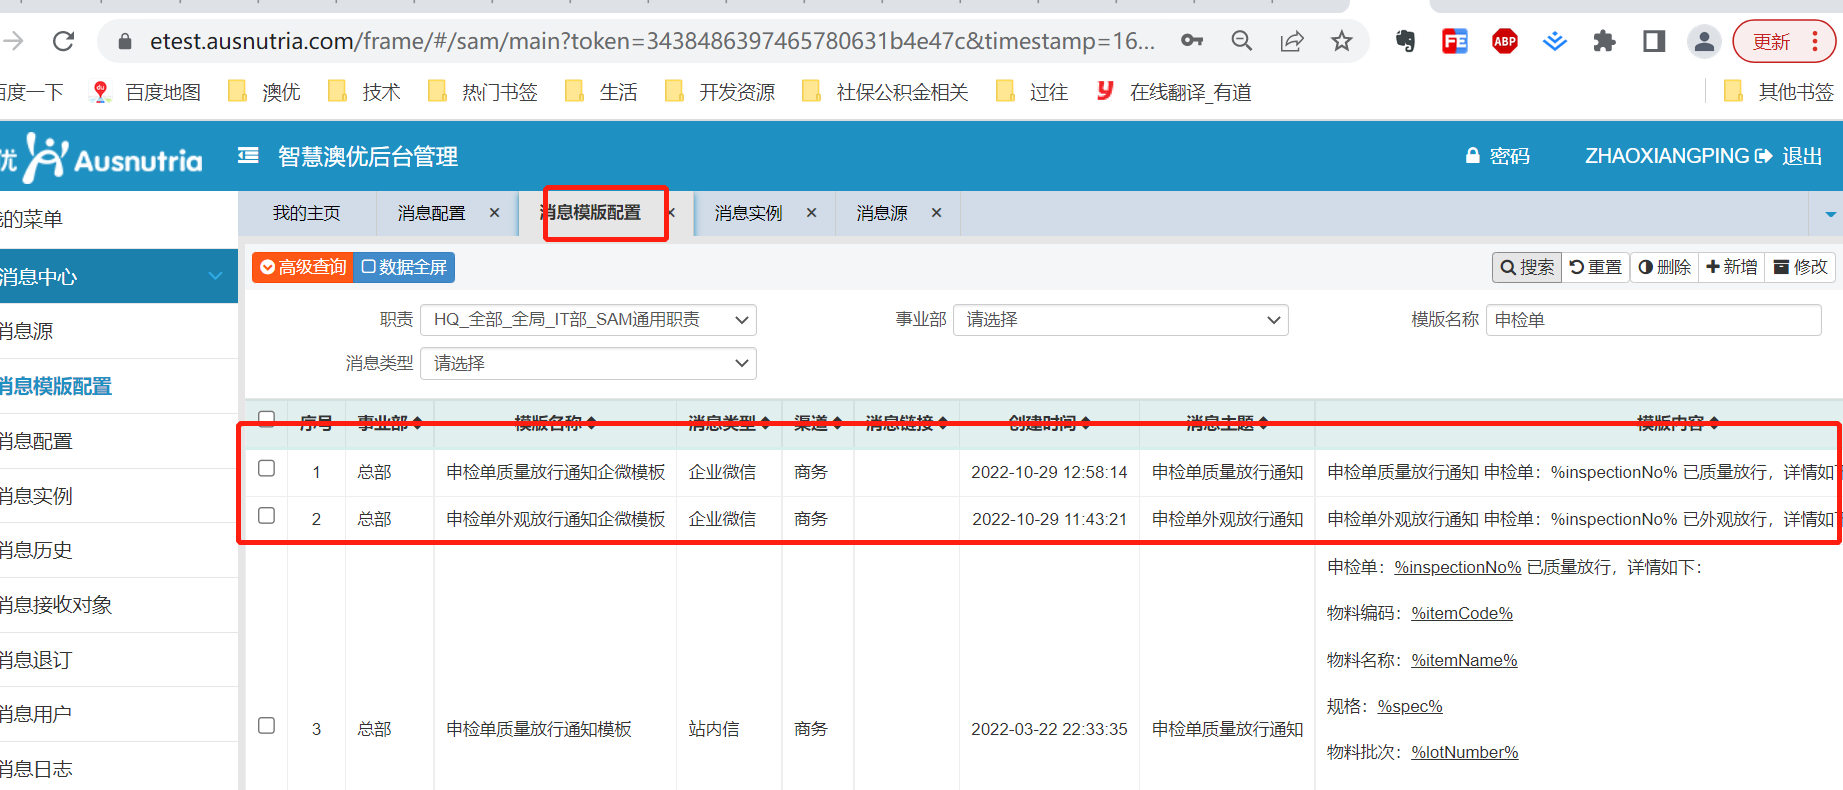 etest.ausnutria.com/frame/#/sam/main?token=3438486397465780631b4e47c&timestamp=16...
FE
ABP
更新
百度一下
du
百度地图
澳优
技术
热门书签
生活
开发资源
社保公积金相关
过往
y
在线翻译_有道
其他书签
优 Ausnutria
智慧澳优后台管理
密码
ZHAOXIANGPING
退出
我的菜单
消息中心
消息源
消息模版配置
消息配置
消息实例
消息历史
消息接收对象
消息退订
消息用户
消息日志
我的主页
消息配置 ×
消息模版配置 ×
消息实例 ×
消息源 ×
高级查询
数据全屏
搜索
重置
删除
新增
修改
职责 HQ_全部_全局_IT部_SAM通用职责
事业部 请选择
模版名称 申检单
消息类型 请选择
序号 事业部 模版名称 消息类型 渠道 消息链接 创建时间 消息主题 模版内容
1 总部 申检单质量放行通知企微模板 企业微信 商务 2022-10-29 12:58:14 申检单质量放行通知 申检单质量放行通知 申检单：%inspectionNo% 已质量放行，详情如下
2 总部 申检单外观放行通知企微模板 企业微信 商务 2022-10-29 11:43:21 申检单外观放行通知 申检单外观放行通知 申检单：%inspectionNo% 已外观放行，详情如下
3 总部 申检单质量放行通知模板 站内信 商务 2022-03-22 22:33:35 申检单质量放行通知
申检单：%inspectionNo% 已质量放行，详情如下：
物料编码：%itemCode%
物料名称：%itemName%
规格：%spec%
物料批次：%lotNumber%